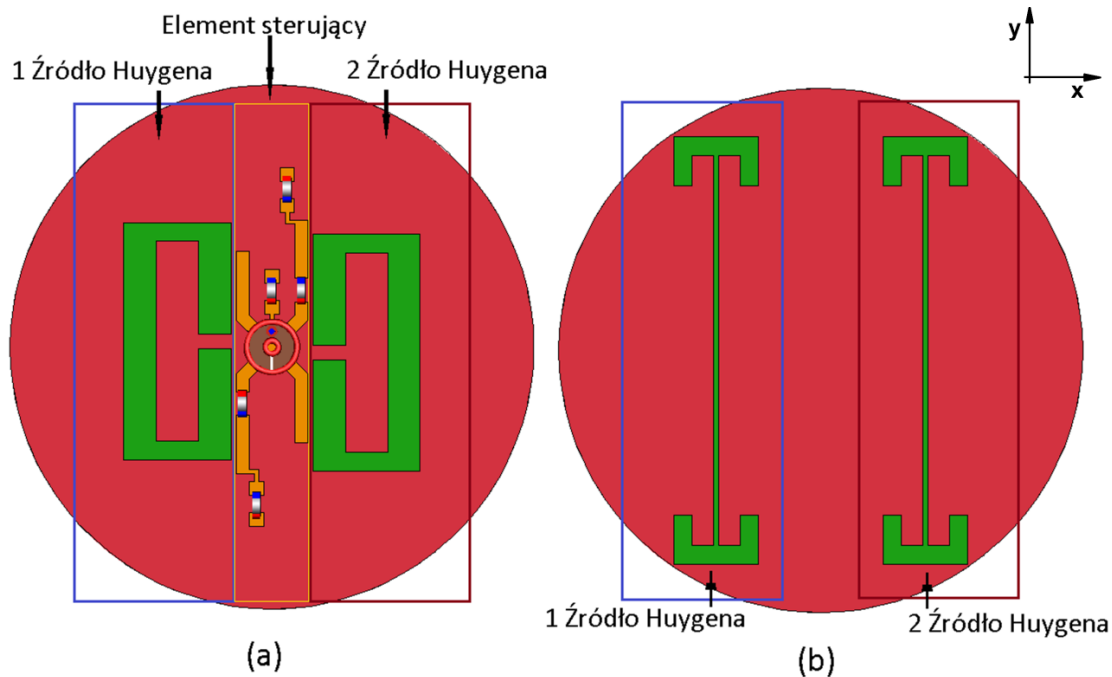 Element sterujący
1 Źródło Huygena
2 Źródło Huygena
y
x
1 Źródło Huygena
2 Źródło Huygena
(a)
(b)